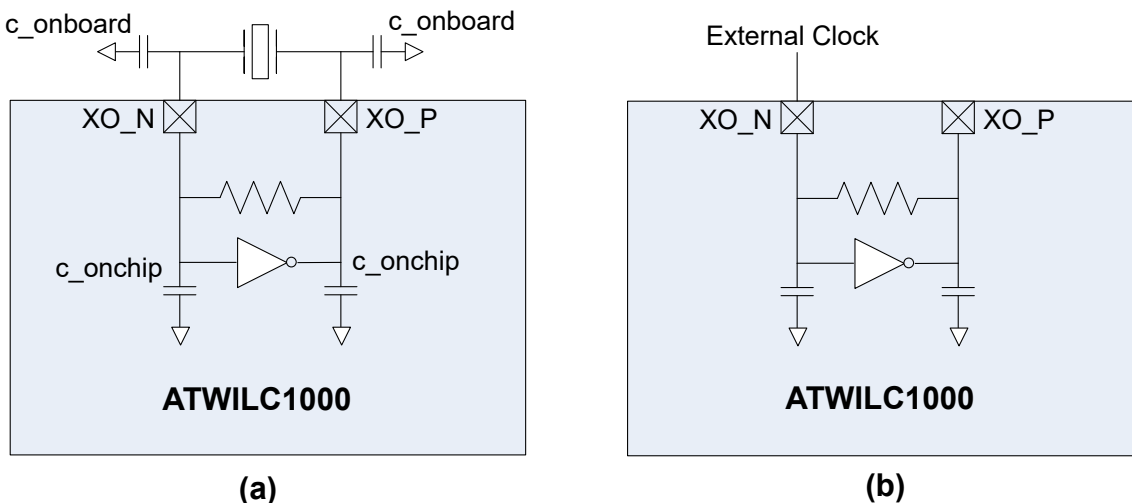 c_onboard
c_onboard
External Clock
XO_N
XO_P
XO_N
XO_P
c_onchip
c_onchip
ATWILC1000
ATWILC1000
(a)
(b)